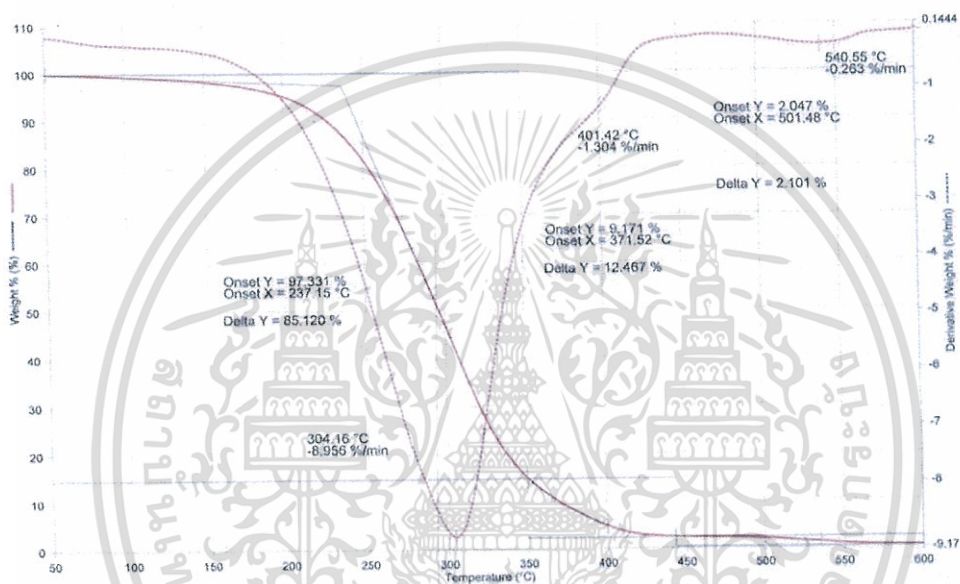 110
100
90
80
70
60
50
40
30
20
10
0
Weight % (%)
50 100 150 200 250 300 350 400 450 500 550 600
Temperature (°C)
0.1444
-1
-2
-3
-4
-5
-6
-7
-8
-9.17
Derivative Weight % (%/min)
540.55 °C
-0.263 %/min
Onset Y = 2.047 %
Onset X = 501.48 °C
Delta Y = 2.101 %
401.42 °C
-1.304 %/min
Onset Y = 9.171 %
Onset X = 371.52 °C
Delta Y = 12.467 %
Onset Y = 97.331 %
Onset X = 237.15 °C
Delta Y = 85.120 %
304.16 °C
-8.956 %/min